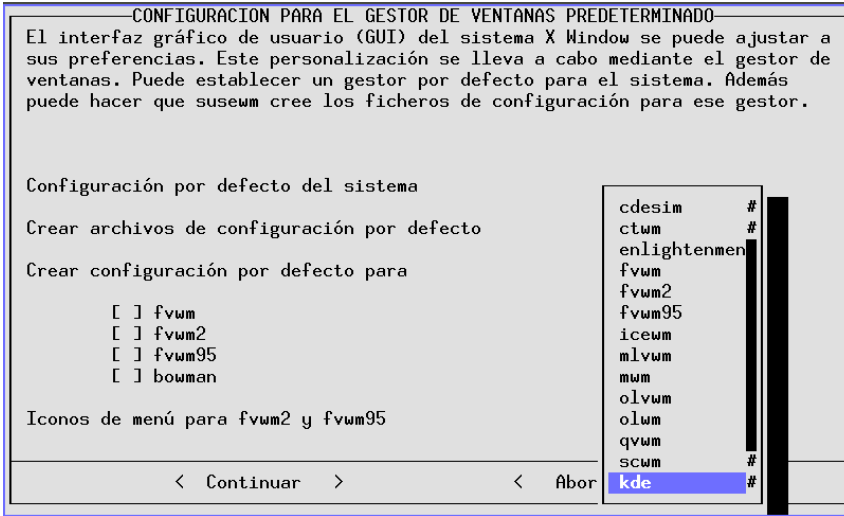 CONFIGURACION PARA EL GESTOR DE VENTANAS PREDETERMINADO
El interfaz gráfico de usuario (GUI) del sistema X Window se puede ajustar a
sus preferencias. Este personalización se lleva a cabo mediante el gestor de
ventanas. Puede establecer un gestor por defecto para el sistema. Además
puede hacer que susewm cree los ficheros de configuración para ese gestor.
Configuración por defecto del sistema
Crear archivos de configuración por defecto
Crear configuración por defecto para
[ ] fvwm
[ ] fvwm2
[ ] fvwm95
[ ] bowman
Iconos de menú para fvwm2 y fvwm95
< Continuar > < Abor
cdesim #
ctwm #
enlightenmen
fvwm
fvwm2
fvwm95
icewm
mlvwm
mwm
olvwm
olwm
qvwm
scwm #
kde #